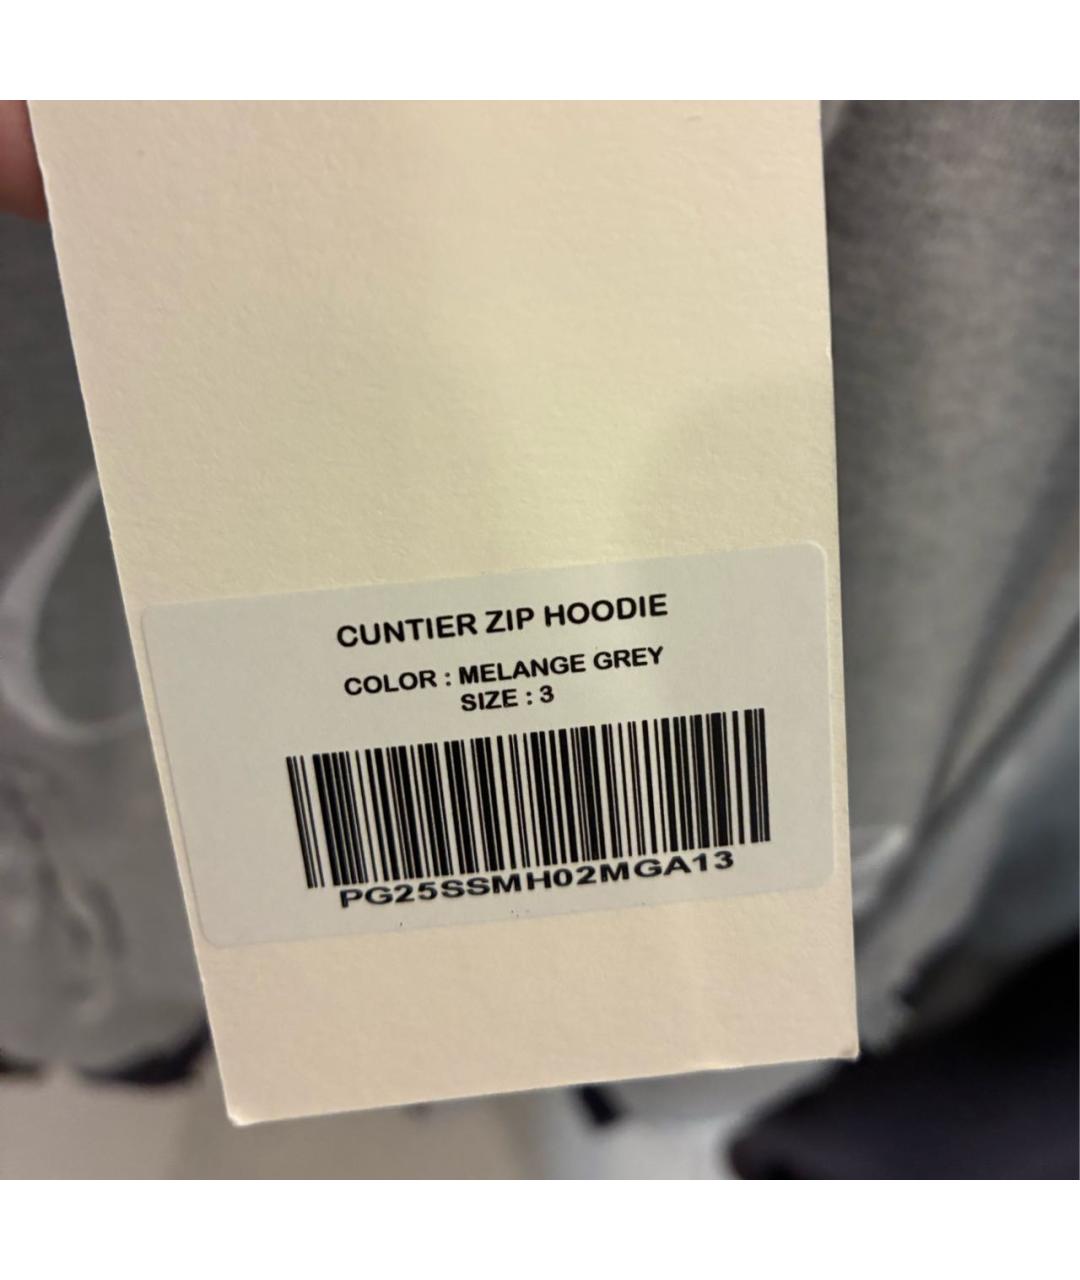 CUNTIER ZIP HOODIE
COLOR : MELANGE GREY
SIZE : 3
PG25SSMH02MGA13